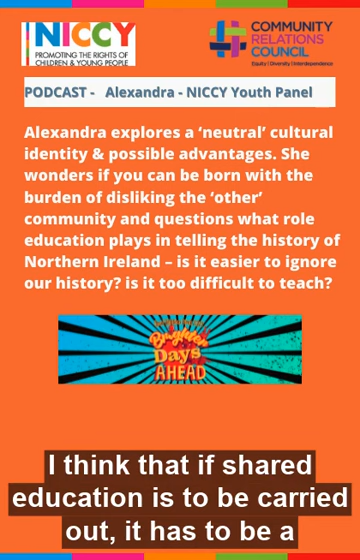 NICCY
PROMOTING THE RIGHTS OF
CHILDREN & YOUNG PEOPLE
COMMUNITY
RELATIONS
COUNCIL
Equity | Diversity | Interdependence
PODCAST - Alexandra - NICCY Youth Panel
Alexandra explores a ‘neutral’ cultural
identity & possible advantages. She
wonders if you can be born with the
burden of disliking the ‘other’
community and questions what role
education plays in telling the history of
Northern Ireland – is it easier to ignore
our history? is it too difficult to teach?
Brighter
Days
AHEAD
I think that if shared
education is to be carried
out, it has to be a